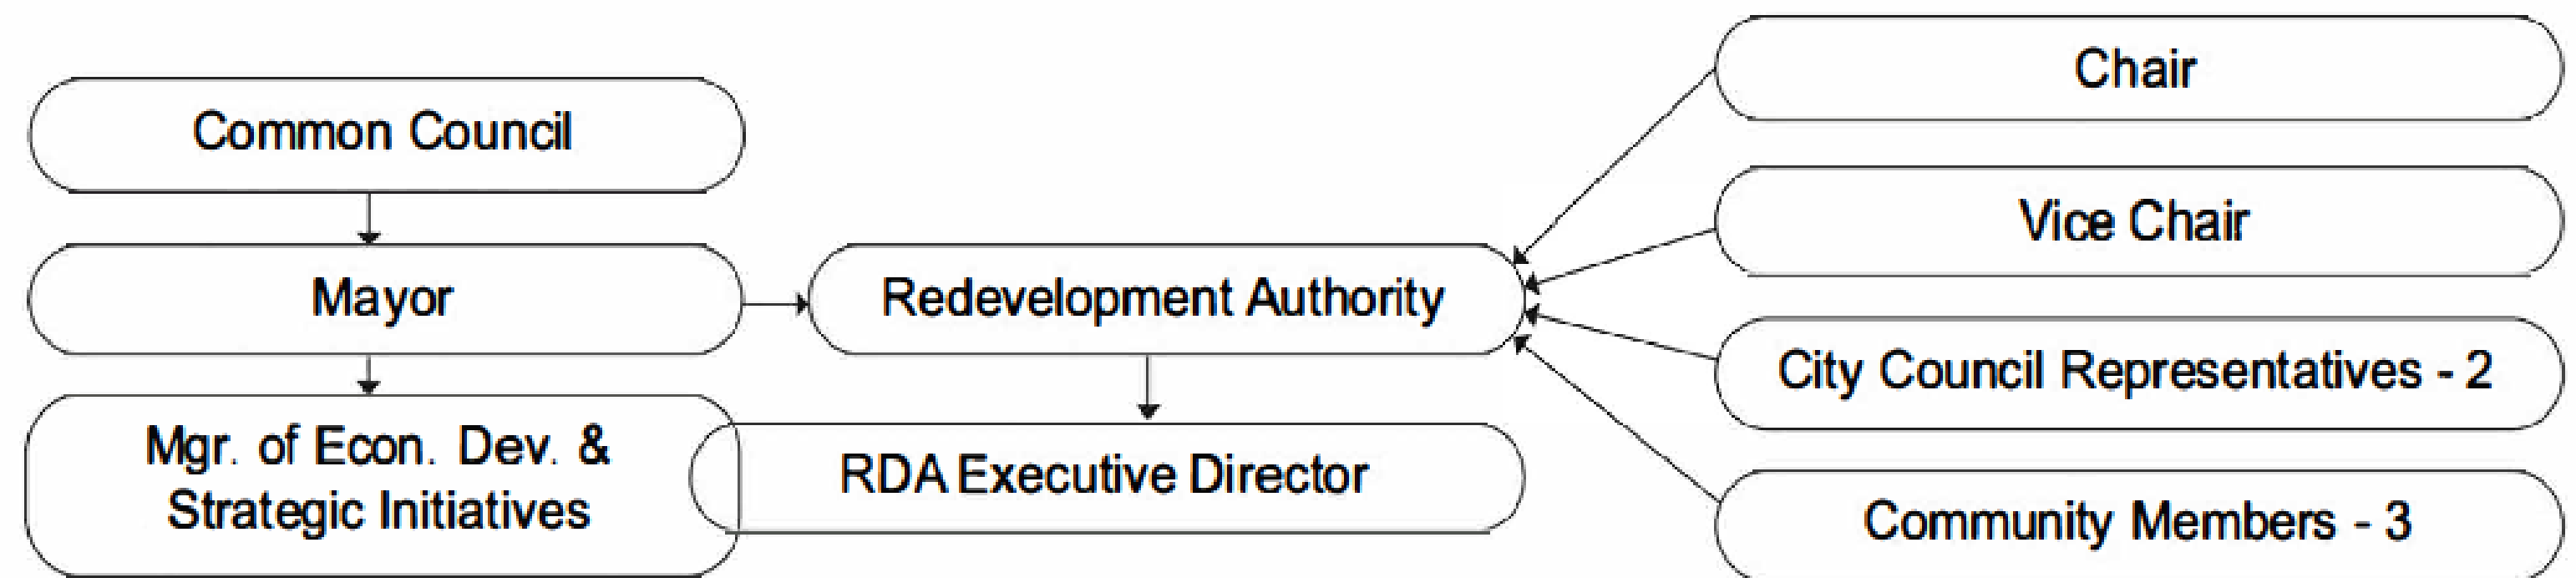 Common Council
Mayor
Mgr. of Econ. Dev. &
Strategic Initiatives
Redevelopment Authority
RDA Executive Director
Chair
Vice Chair
City Council Representatives - 2
Community Members - 3